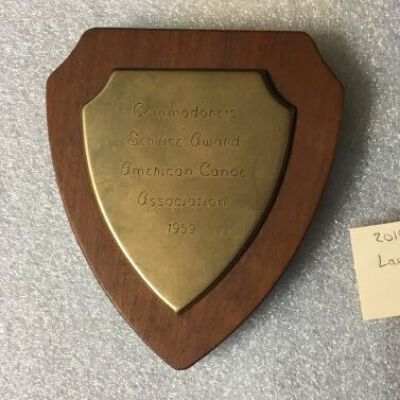 Commodore's
Service Award
American Canoe
Association
1959